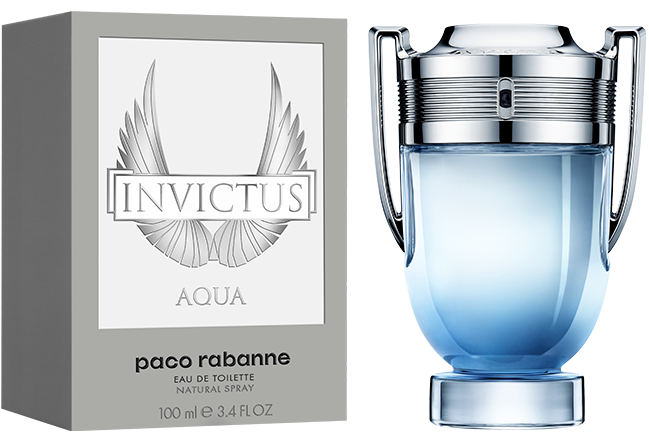 INVICTUS
AQUA
paco rabanne
EAU DE TOILETTE
NATURAL SPRAY
100 ml ℮ 3.4 FL OZ